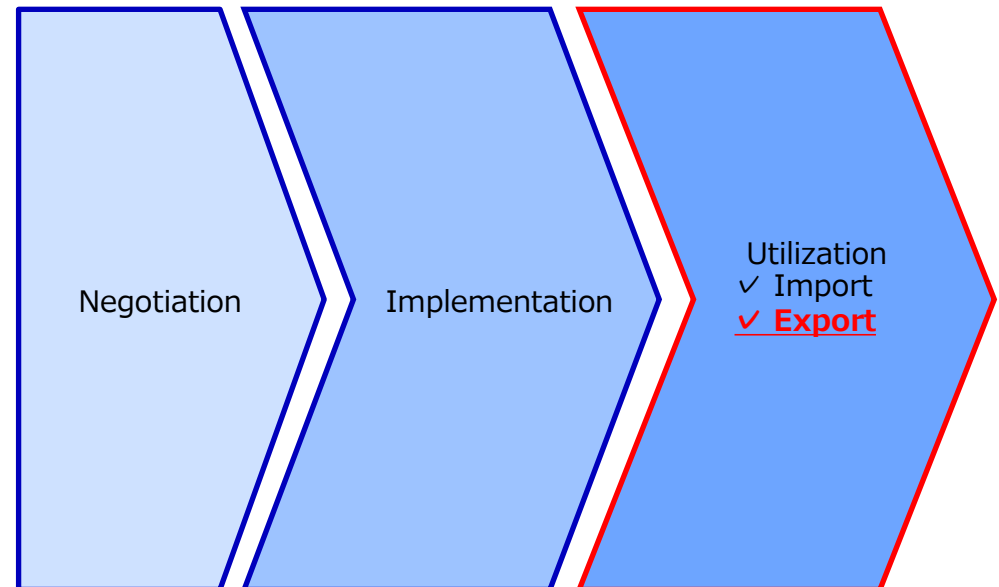 Negotiation
Implementation
Utilization
✓ Import
✓ Export